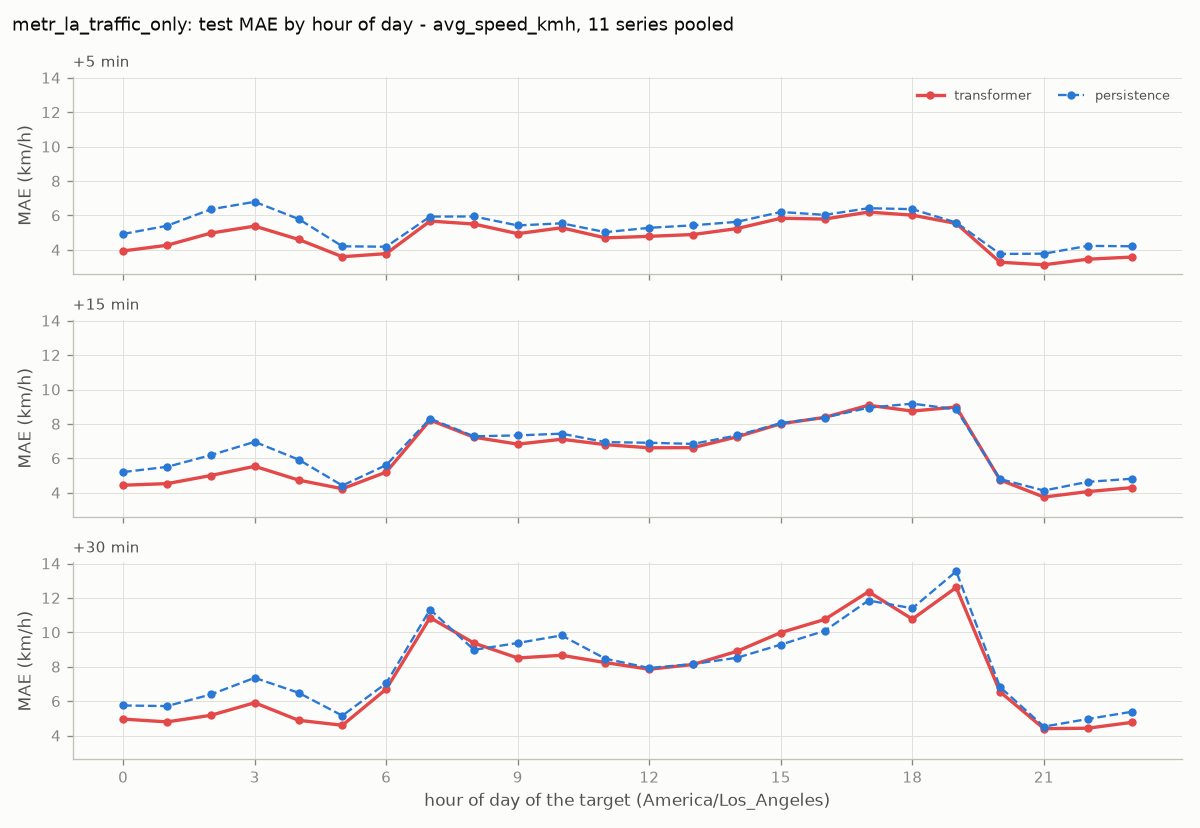 metr_la_traffic_only: test MAE by hour of day - avg_speed_kmh, 11 series pooled
+5 min
14
12
10
8
6
4
MAE (km/h)
transformer
persistence
+15 min
14
12
10
8
6
4
MAE (km/h)
+30 min
14
12
10
8
6
4
MAE (km/h)
0 3 6 9 12 15 18 21
hour of day of the target (America/Los_Angeles)